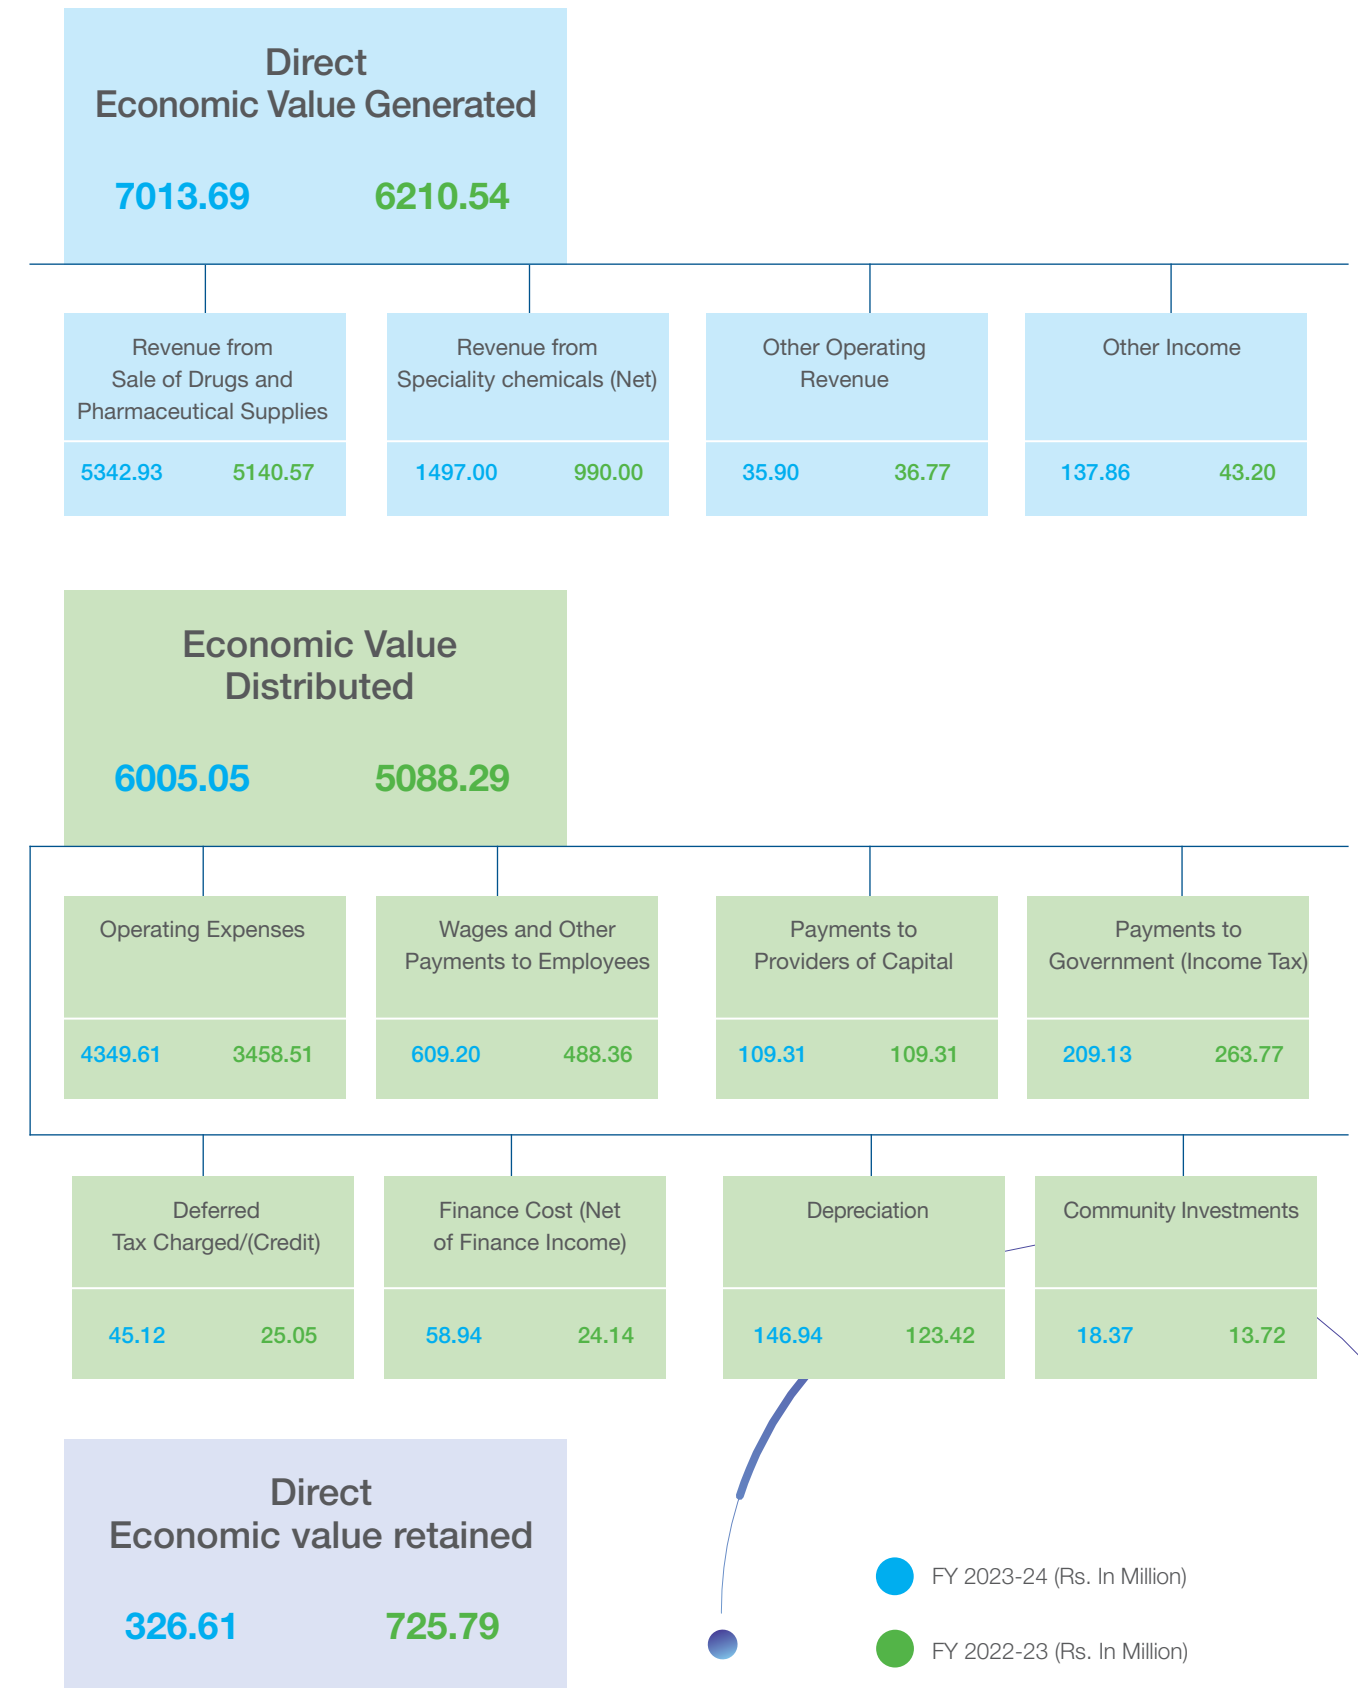 Direct
Economic Value Generated
7013.69 6210.54
Revenue from
Sale of Drugs and
Pharmaceutical Supplies
5342.93 5140.57
Revenue from
Speciality chemicals (Net)
1497.00 990.00
Other Operating
Revenue
35.90 36.77
Other Income
137.86 43.20
Economic Value
Distributed
6005.05 5088.29
Operating Expenses
4349.61 3458.51
Wages and Other
Payments to Employees
609.20 488.36
Payments to
Providers of Capital
109.31 109.31
Payments to
Government (Income Tax)
209.13 263.77
Deferred
Tax Charged/(Credit)
45.12 25.05
Finance Cost (Net
of Finance Income)
58.94 24.14
Depreciation
146.94 123.42
Community Investments
18.37 13.72
Direct
Economic value retained
326.61 725.79
FY 2023-24 (Rs. In Million)
FY 2022-23 (Rs. In Million)